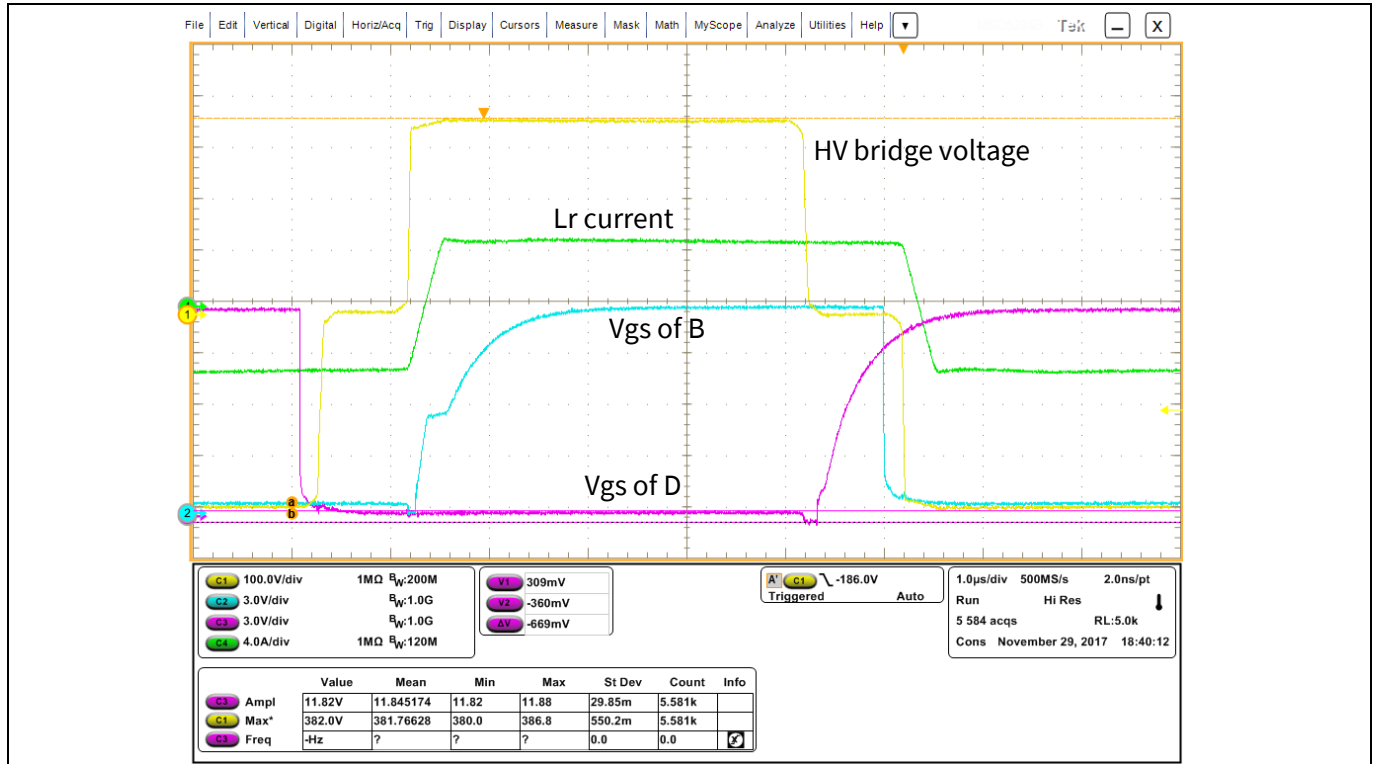 File Edit Vertical Digital Horiz/Acq Trig Display Cursors Measure Mask Math MyScope Analyze Utilities Help ▼ Tek X
HV bridge voltage
Lr current
1
Vgs of B
Vgs of D
a
b
2
C1 100.0V/div 1MΩ BW:200M
C2 3.0V/div BW:1.0G
C3 3.0V/div BW:1.0G
C4 4.0A/div 1MΩ BW:120M
V1 309mV
V2 -360mV
ΔV -669mV
A' C1 -186.0V
Triggered Auto
1.0µs/div 500MS/s 2.0ns/pt
Run Hi Res
5 584 acqs RL:5.0k
Cons November 29, 2017 18:40:12
Value Mean Min Max St Dev Count Info
C3 Ampl 11.82V 11.845174 11.82 11.88 29.85m 5.581k
C1 Max* 382.0V 381.76628 380.0 386.8 550.2m 5.581k
C3 Freq -Hz ? ? ? 0.0 0.0